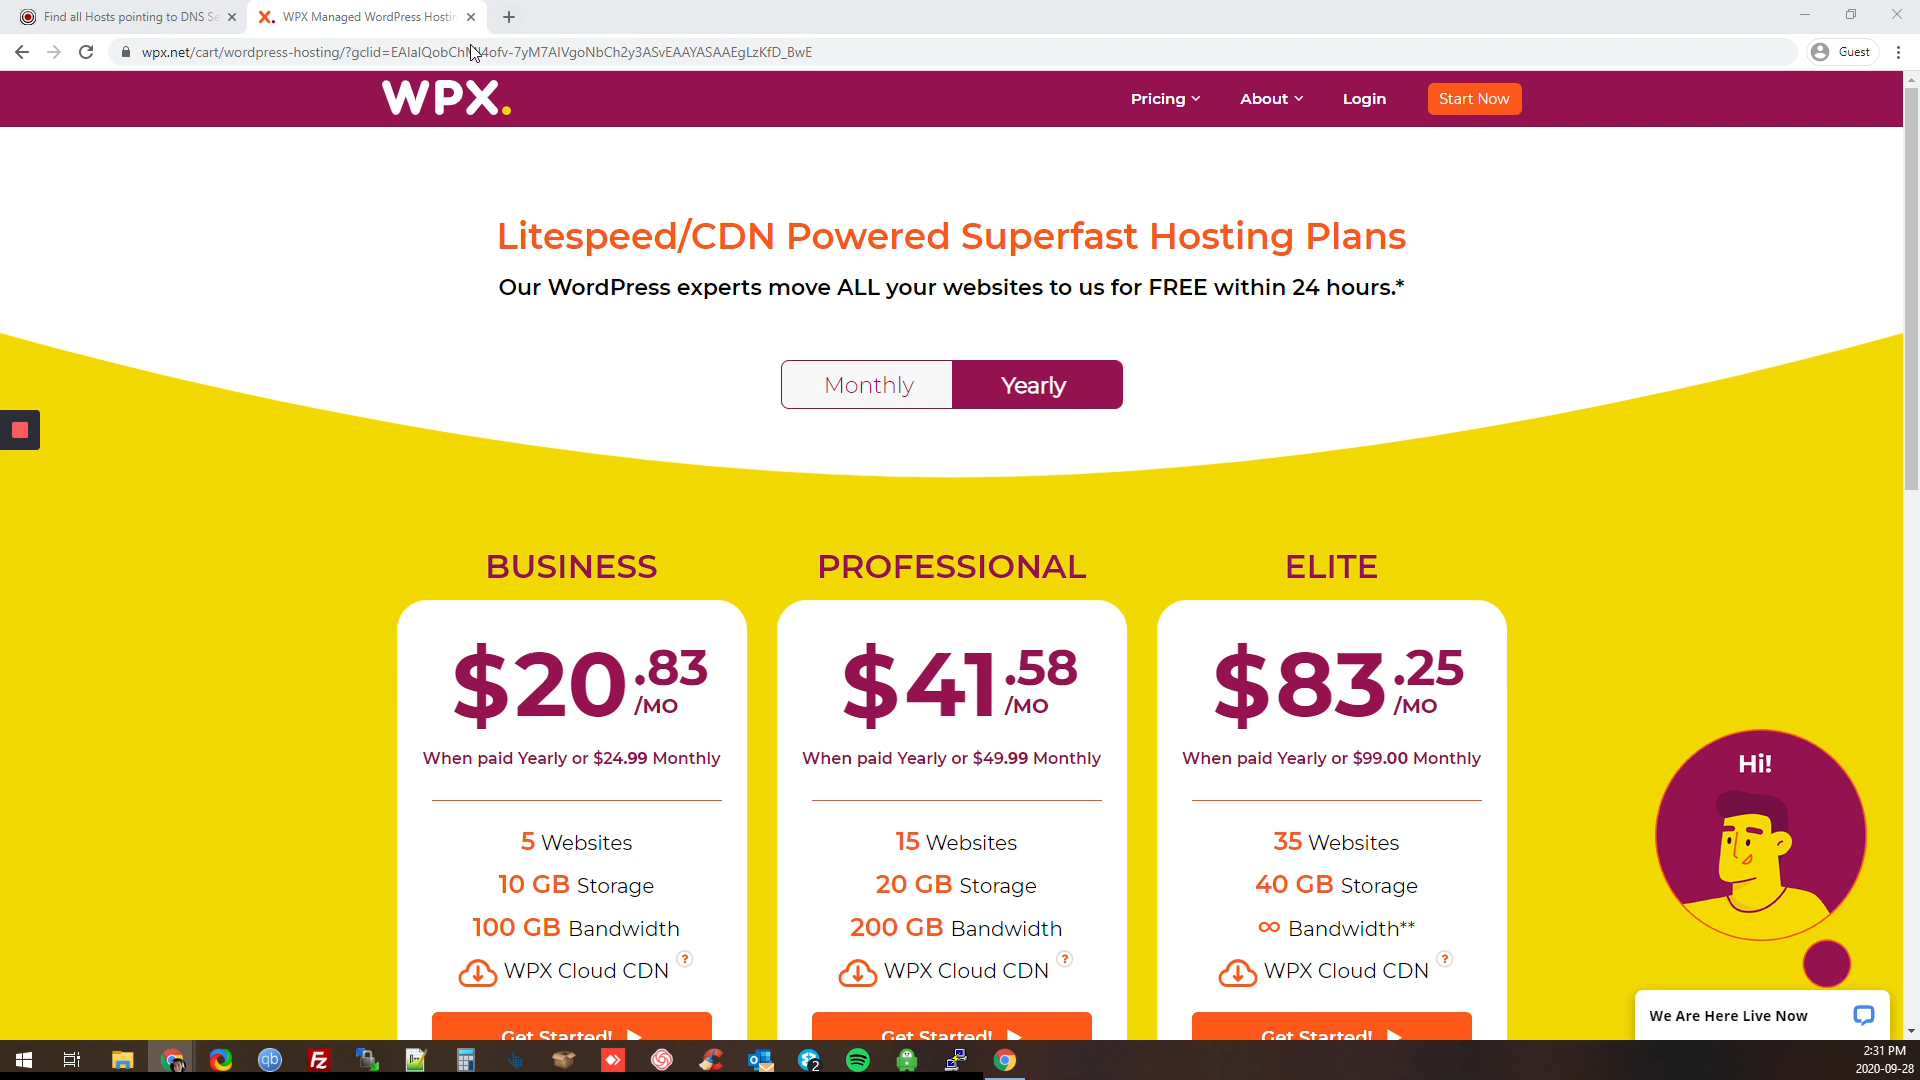 Find all Hosts pointing to DNS Se
WPX Managed WordPress Hostin
wpx.net/cart/wordpress-hosting/?gclid=EAIaIQobChMI4ofv-7yM7AIVgoNbCh2y3ASvEAAYASAAEgLzKfD_BwE
Guest
WPX.
Pricing
About
Login
Start Now
Litespeed/CDN Powered Superfast Hosting Plans
Our WordPress experts move ALL your websites to us for FREE within 24 hours.*
Monthly
Yearly
BUSINESS
$20.83
/MO
When paid Yearly or $24.99 Monthly
5 Websites
10 GB Storage
100 GB Bandwidth
WPX Cloud CDN ?
Get Started!
PROFESSIONAL
$41.58
/MO
When paid Yearly or $49.99 Monthly
15 Websites
20 GB Storage
200 GB Bandwidth
WPX Cloud CDN ?
Get Started!
ELITE
$83.25
/MO
When paid Yearly or $99.00 Monthly
35 Websites
40 GB Storage
∞ Bandwidth**
WPX Cloud CDN ?
Get Started!
Hi!
We Are Here Live Now
qb
FZ
2
2:31 PM
2020-09-28